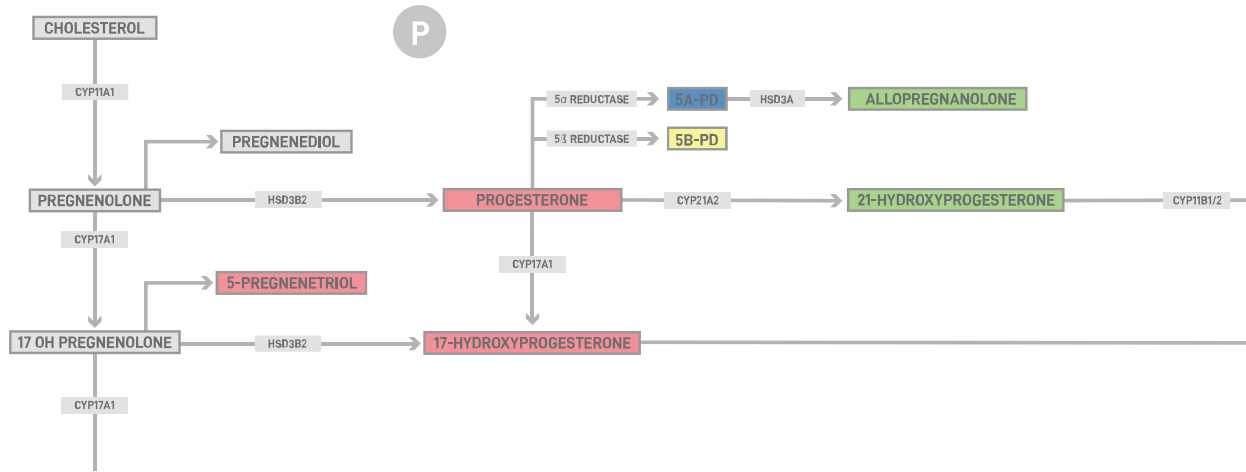 CHOLESTEROL
P
CYP11A1
5α REDUCTASE
5A-PD
HSD3A
ALLOPREGNANOLONE
PREGNENEDIOL
5ß REDUCTASE
5B-PD
PREGNENOLONE
HSD3B2
PROGESTERONE
CYP21A2
21-HYDROXYPROGESTERONE
CYP11B1/2
CYP17A1
CYP17A1
5-PREGNENETRIOL
17 OH PREGNENOLONE
HSD3B2
17-HYDROXYPROGESTERONE
CYP17A1